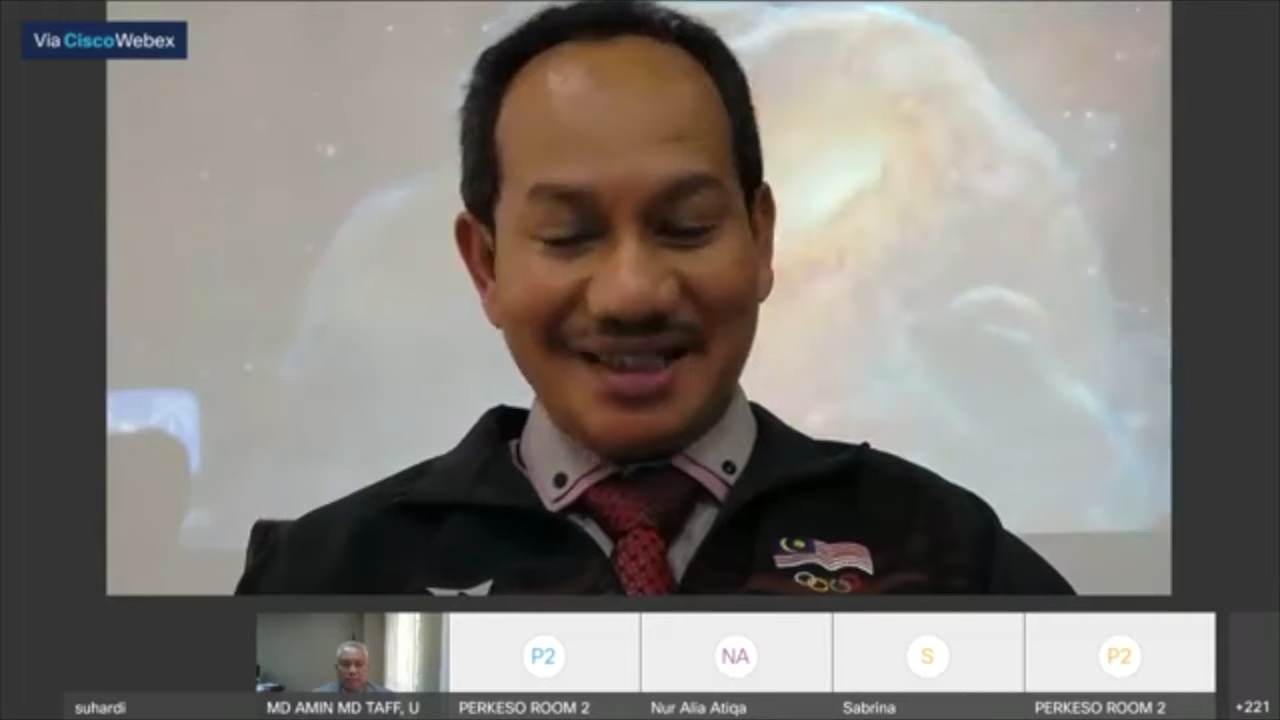 Via CiscoWebex
P2
NA
S
P2
suhardi
MD AMIN MD TAFF, U
PERKESO ROOM 2
Nur Alia Atiqa
Sabrina
PERKESO ROOM 2
+221